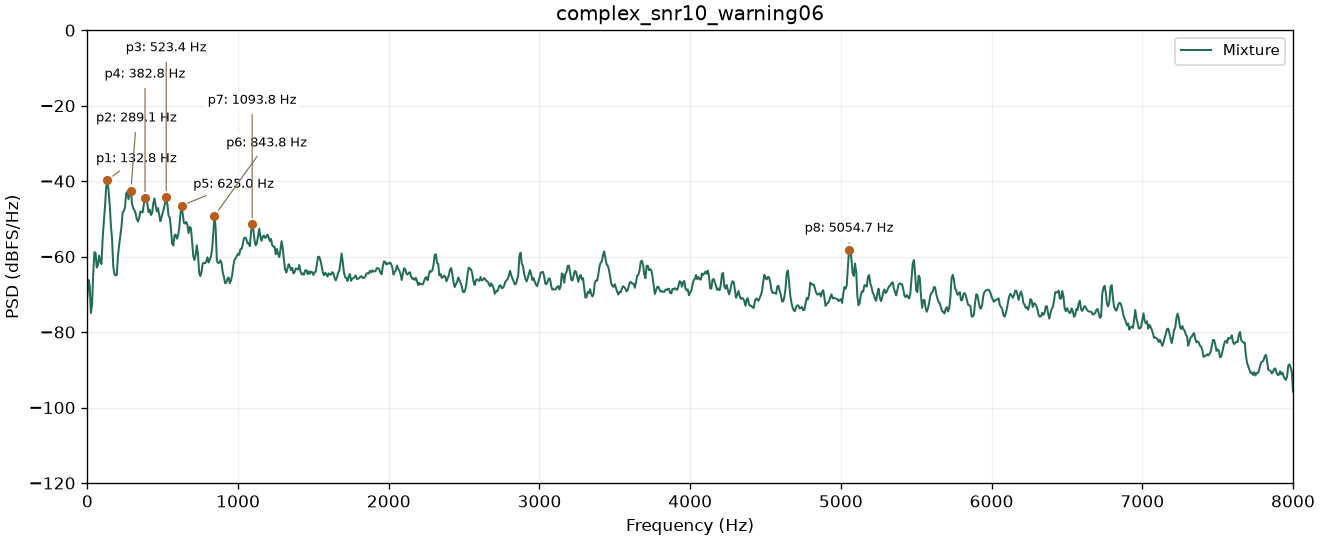 complex_snr10_warning06
Mixture
p3: 523.4 Hz
p4: 382.8 Hz
p7: 1093.8 Hz
p2: 289.1 Hz
p6: 843.8 Hz
p1: 132.8 Hz
p5: 625.0 Hz
p8: 5054.7 Hz
PSD (dBFS/Hz)
0
−20
−40
−60
−80
−100
−120
0 1000 2000 3000 4000 5000 6000 7000 8000
Frequency (Hz)